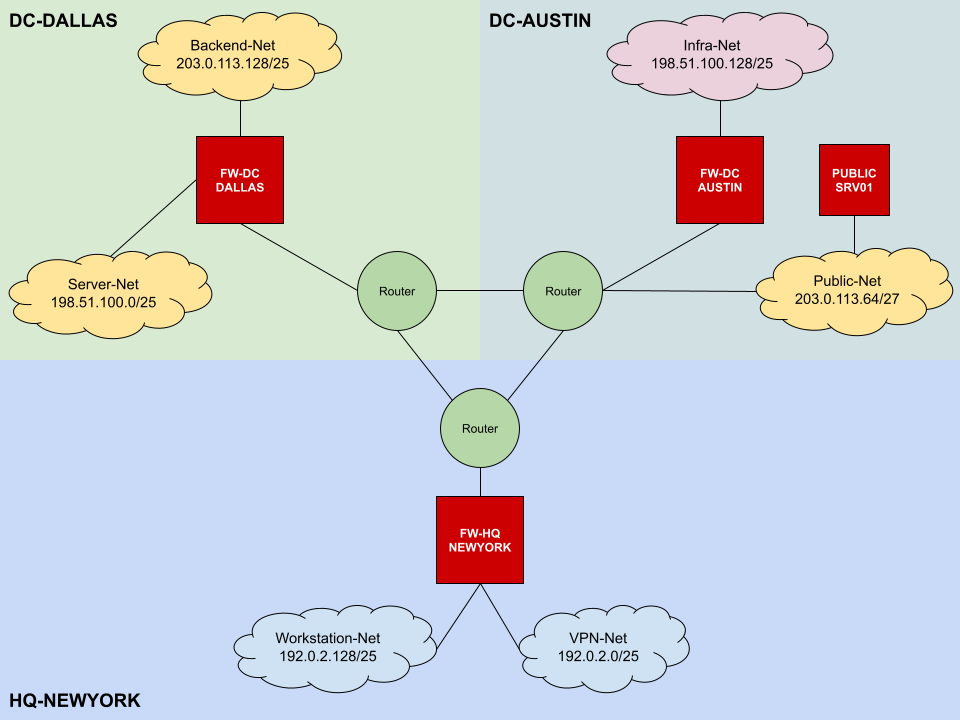 DC-DALLAS
Backend-Net
203.0.113.128/25
FW-DC
DALLAS
Server-Net
198.51.100.0/25
Router
DC-AUSTIN
Infra-Net
198.51.100.128/25
FW-DC
AUSTIN
PUBLIC
SRV01
Router
Public-Net
203.0.113.64/27
Router
FW-HQ
NEWYORK
Workstation-Net
192.0.2.128/25
VPN-Net
192.0.2.0/25
HQ-NEWYORK